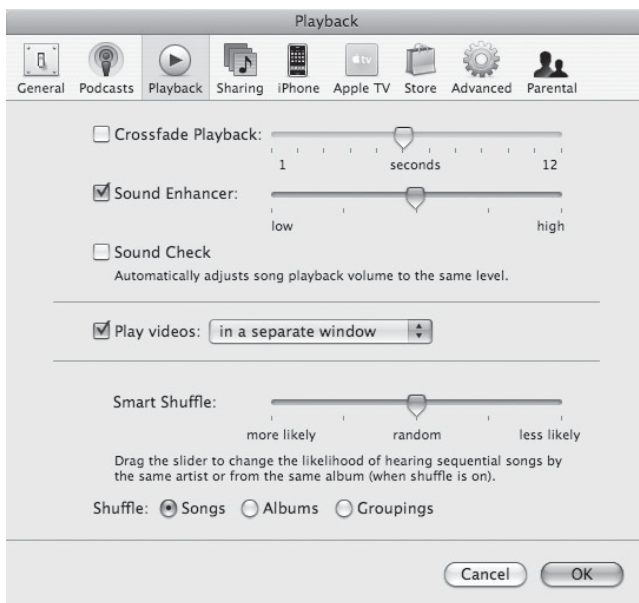 Playback
General Podcasts Playback Sharing iPhone Apple TV Store Advanced Parental
Crossfade Playback:
1 seconds 12
Sound Enhancer:
low high
Sound Check
Automatically adjusts song playback volume to the same level.
Play videos: in a separate window
Smart Shuffle:
more likely random less likely
Drag the slider to change the likelihood of hearing sequential songs by
the same artist or from the same album (when shuffle is on).
Shuffle: Songs Albums Groupings
Cancel OK